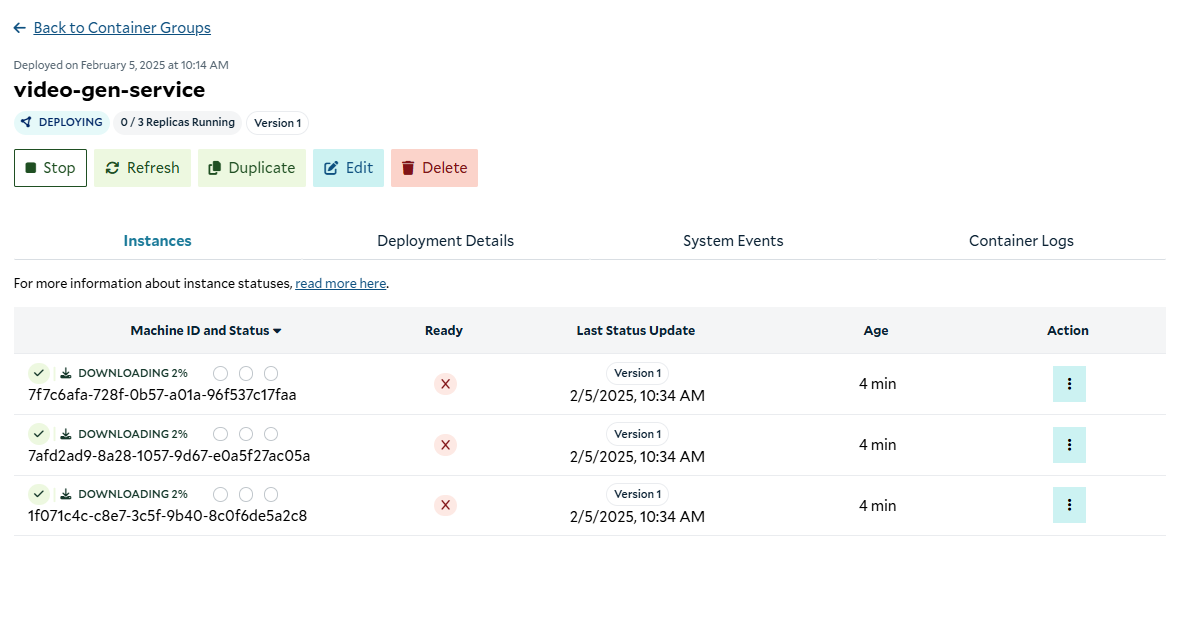 Back to Container Groups
Deployed on February 5, 2025 at 10:14 AM
video-gen-service
DEPLOYING 0 / 3 Replicas Running Version 1
Stop Refresh Duplicate Edit Delete
Instances Deployment Details System Events Container Logs
For more information about instance statuses, read more here.
Machine ID and Status Ready Last Status Update Age Action
DOWNLOADING 2% Version 1
7f7c6afa-728f-0b57-a01a-96f537c17faa 2/5/2025, 10:34 AM 4 min
DOWNLOADING 2% Version 1
7afd2ad9-8a28-1057-9d67-e0a5f27ac05a 2/5/2025, 10:34 AM 4 min
DOWNLOADING 2% Version 1
1f071c4c-c8e7-3c5f-9b40-8c0f6de5a2c8 2/5/2025, 10:34 AM 4 min